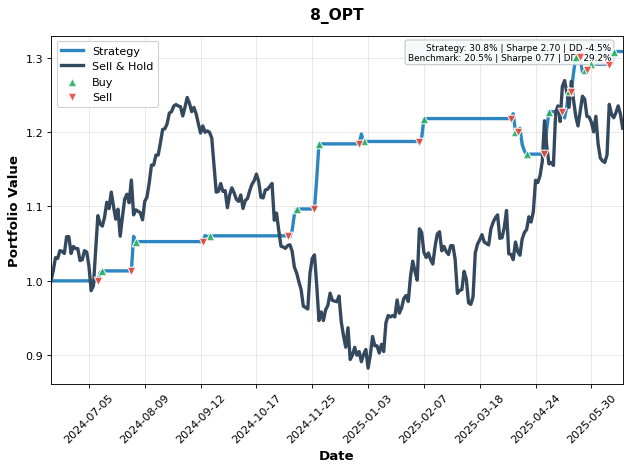 8_OPT
Strategy: 30.8% | Sharpe 2.70 | DD -4.5%
Benchmark: 20.5% | Sharpe 0.77 | DD -29.2%
Strategy
Sell & Hold
Buy
Sell
Portfolio Value
1.3
1.2
1.1
1.0
0.9
2024-07-05
2024-08-09
2024-09-12
2024-10-17
2024-11-25
2025-01-03
2025-02-07
2025-03-18
2025-04-24
2025-05-30
Date